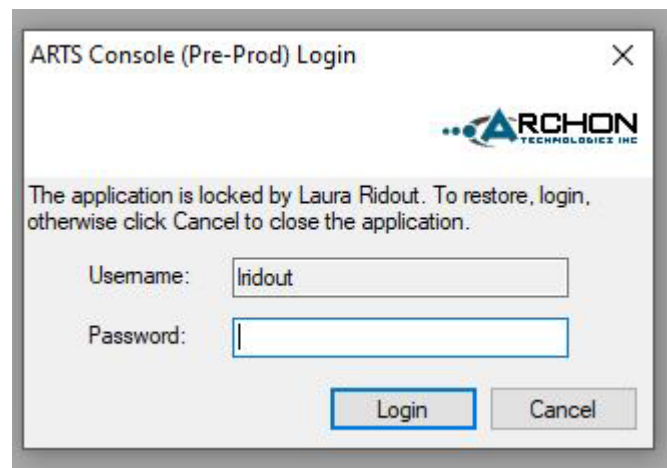 ARTS Console (Pre-Prod) Login
ARCHON
TECHNOLOGIES INC
The application is locked by Laura Ridout. To restore, login,
otherwise click Cancel to close the application.
Username: lridout
Password:
Login Cancel